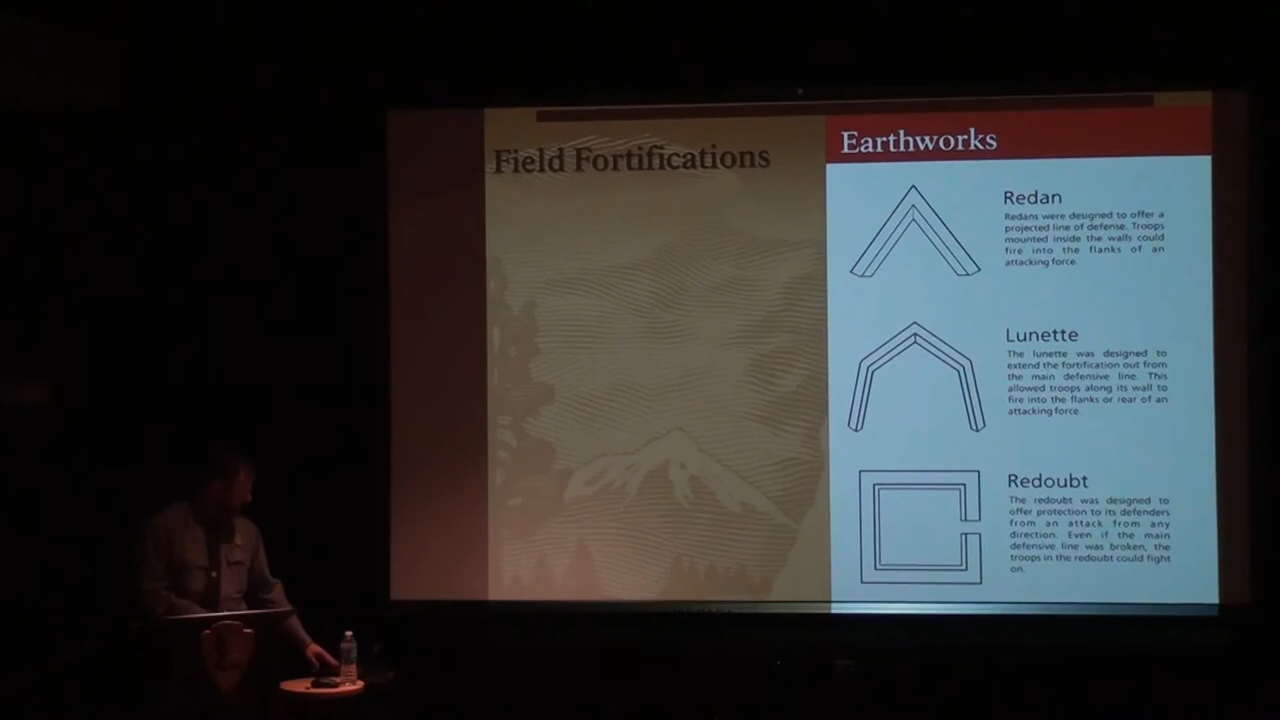 Field Fortifications
Earthworks
Redan
Redans were designed to offer a
projected line of defense. Troops
mounted inside the walls could
fire into the flanks of an
attacking force.
Lunette
The lunette was designed to
extend the fortification out from
the main defensive line. This
allowed troops along its wall to
fire into the flanks or rear of an
attacking force.
Redoubt
The redoubt was designed to
offer protection to its defenders
from an attack from any
direction. Even if the main
defensive line was broken, the
troops in the redoubt could fight
on.